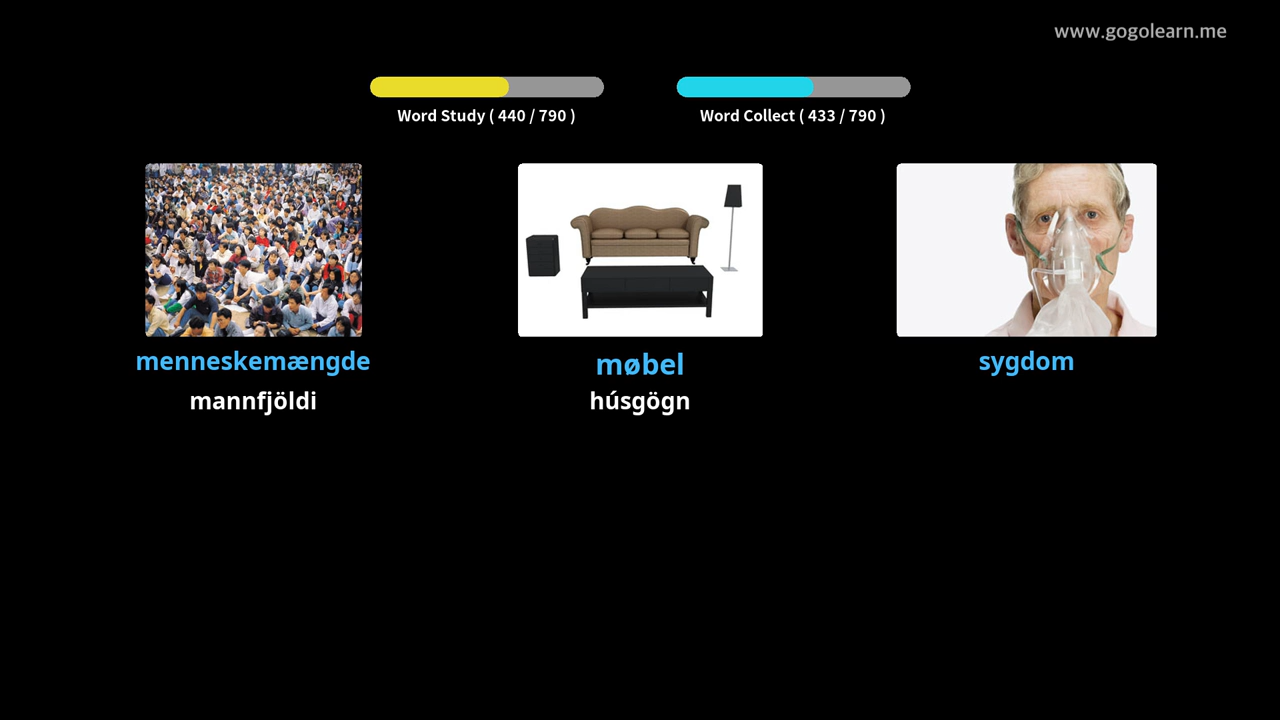 www.gogolearn.me
Word Study ( 440 / 790 )
Word Collect ( 433 / 790 )
menneskemængde
møbel
sygdom
mannfjöldi
húsgögn